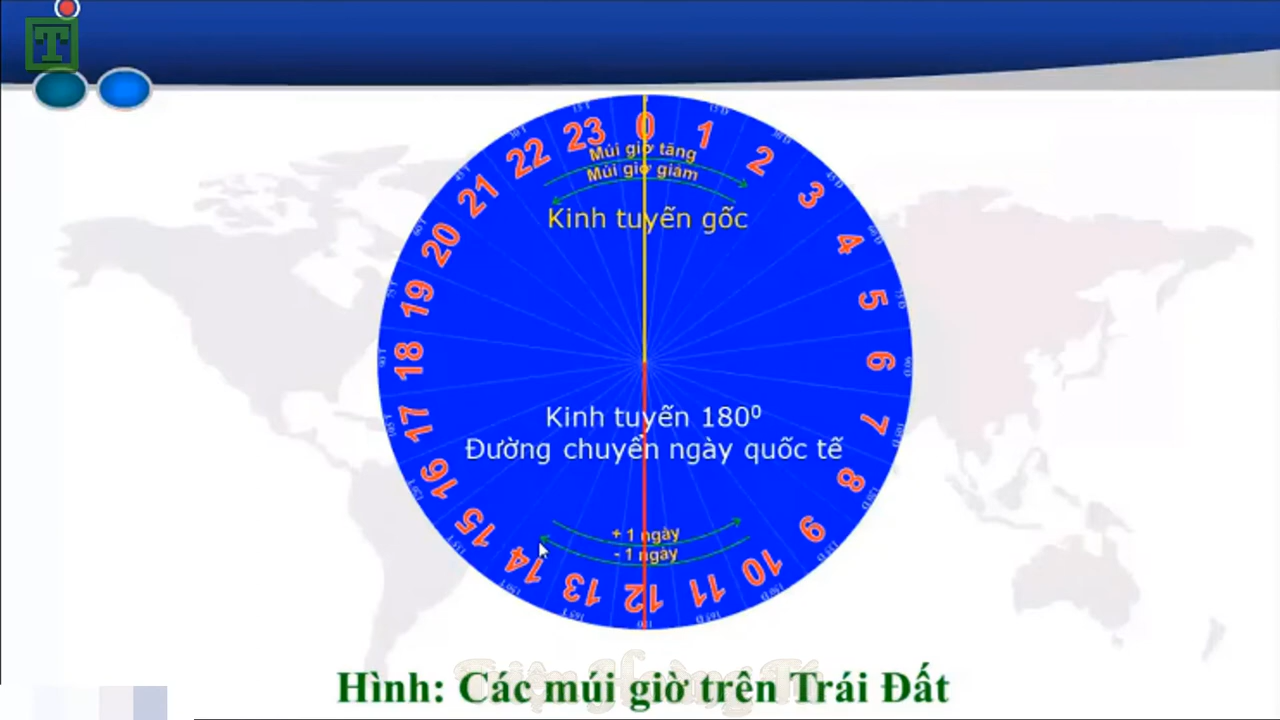 T
23 0 1
22 2
21 3
20 4
19 5
18 6
17 7
16 8
15 9
14 10
13 12 11
Múi giờ tăng
Múi giờ giảm
Kinh tuyến gốc
Kinh tuyến 180⁰
Đường chuyển ngày quốc tế
+ 1 ngày
- 1 ngày
Hình: Các múi giờ trên Trái Đất